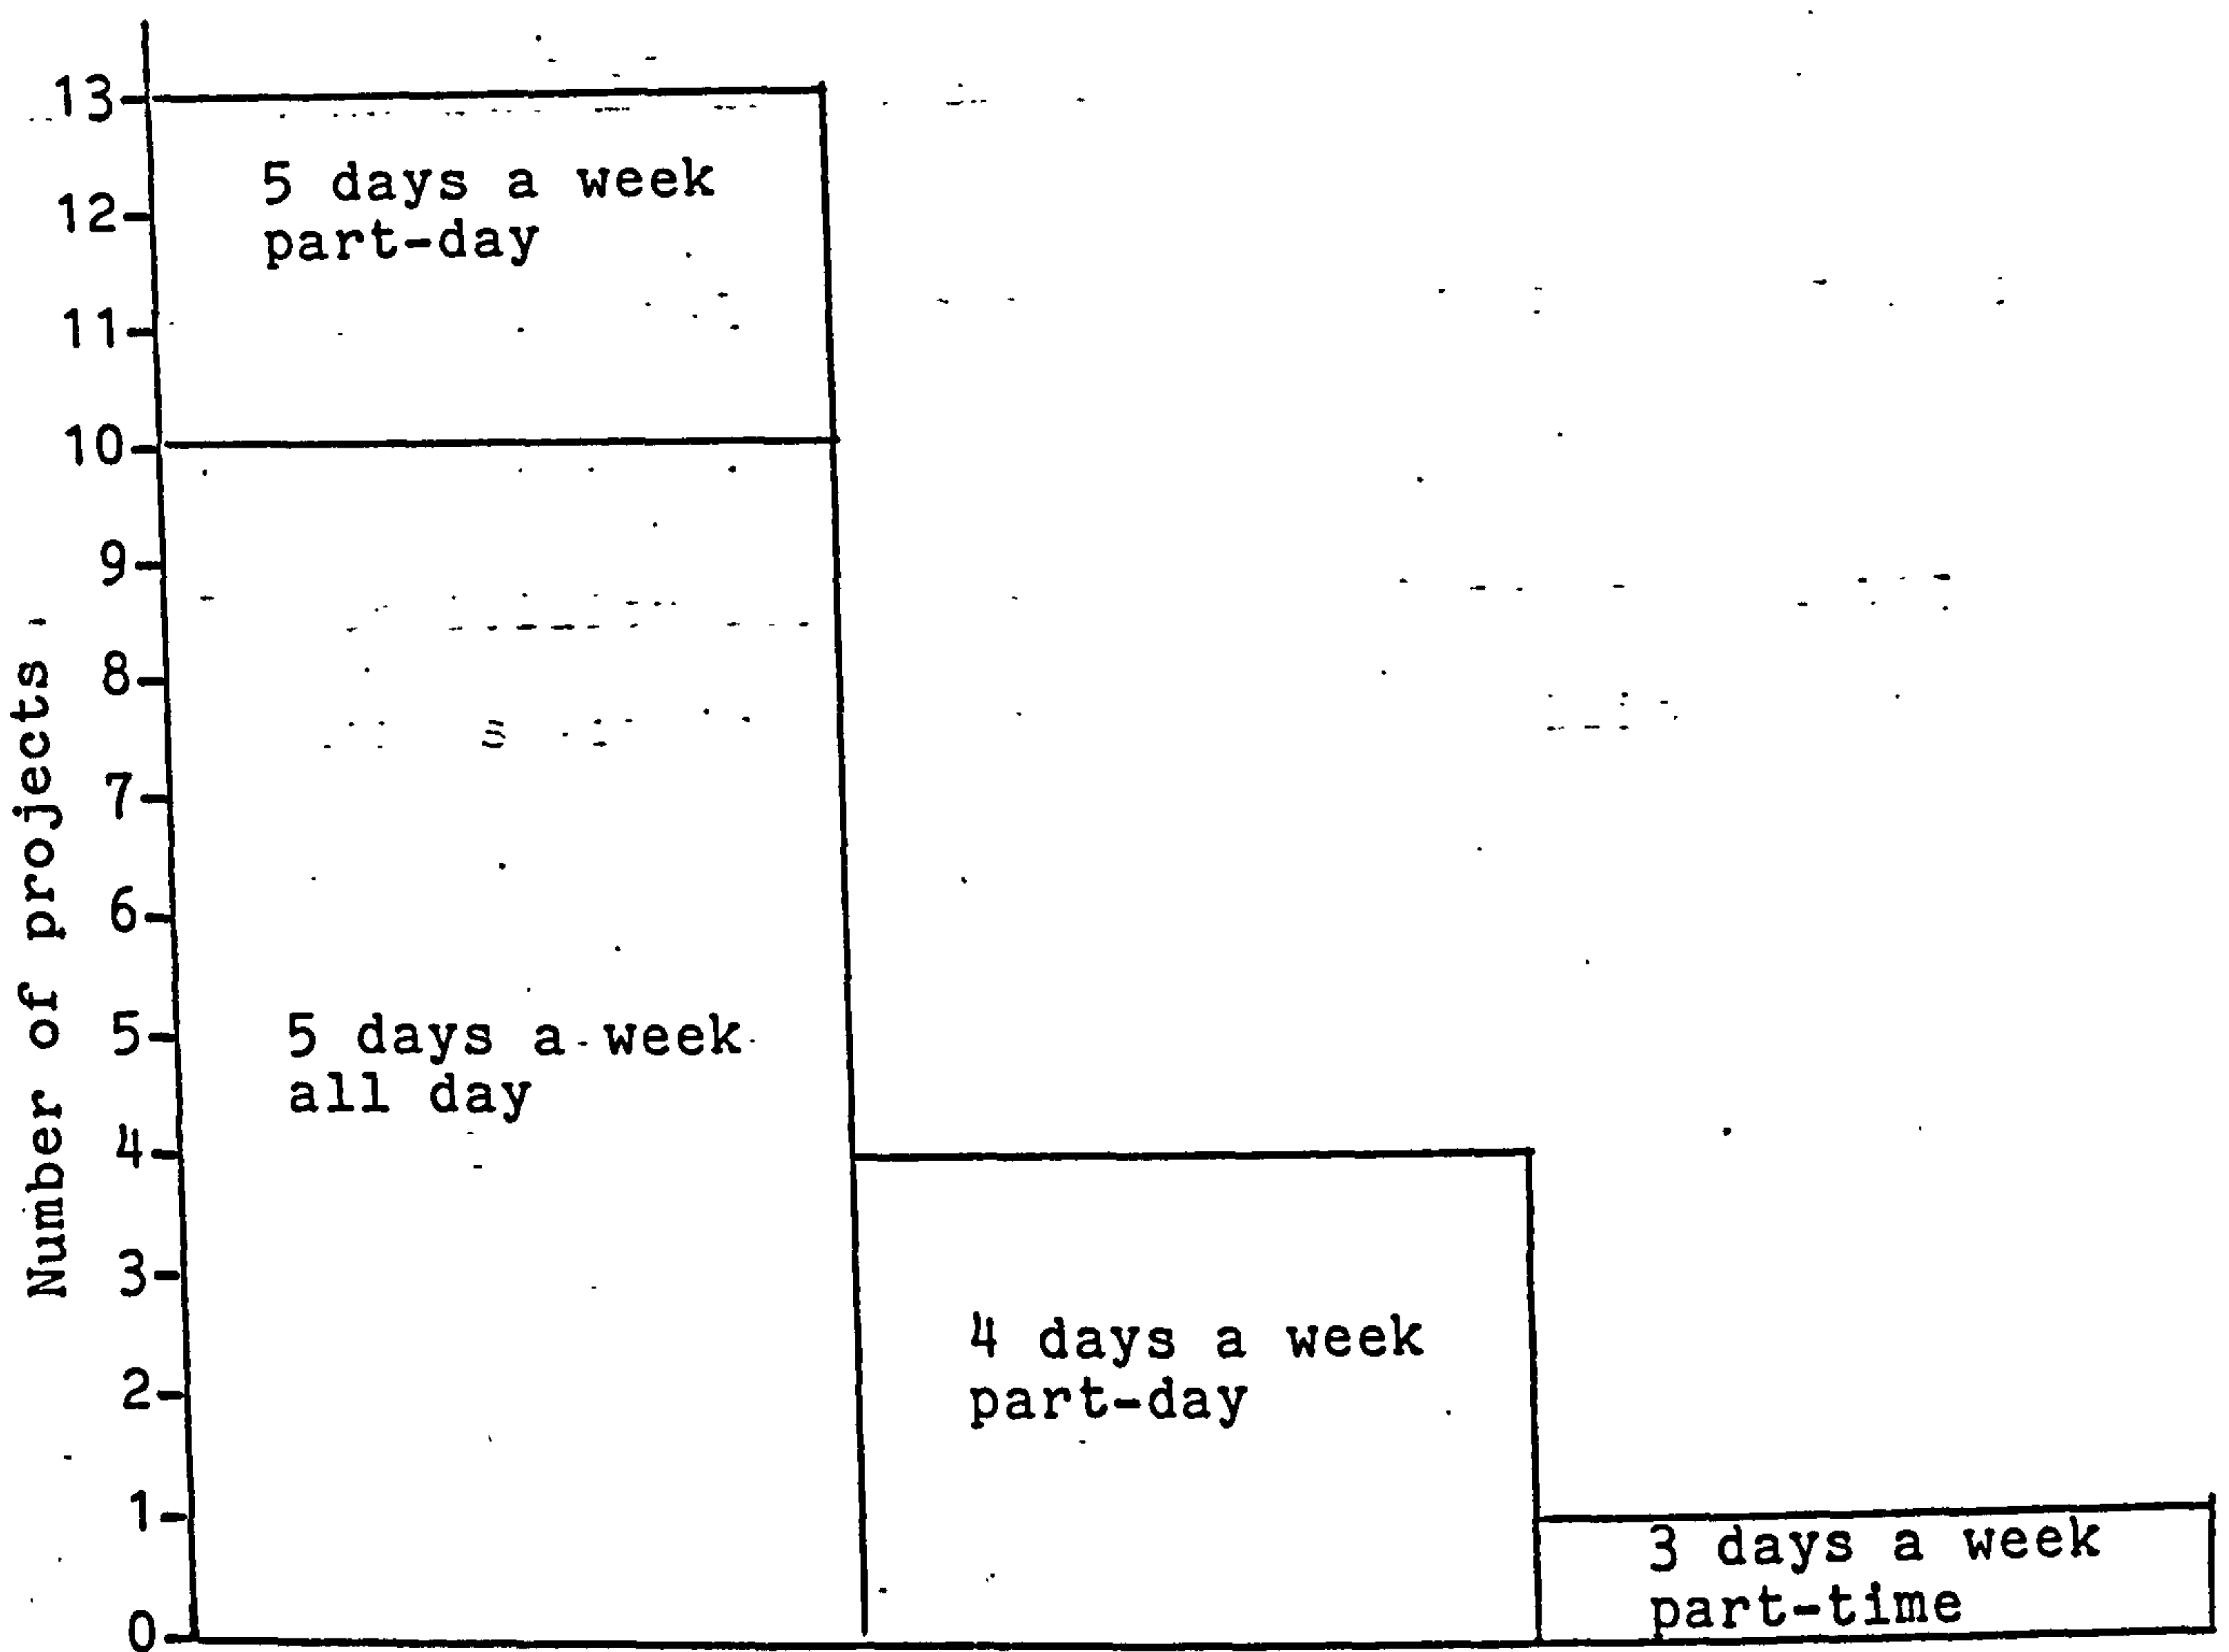 Number of projects
13
12
11
10
9
8
7
6
5
4
3
2
1
0
5 days a week
part-day
5 days a week
all day
4 days a week
part-day
3 days a week
part-time